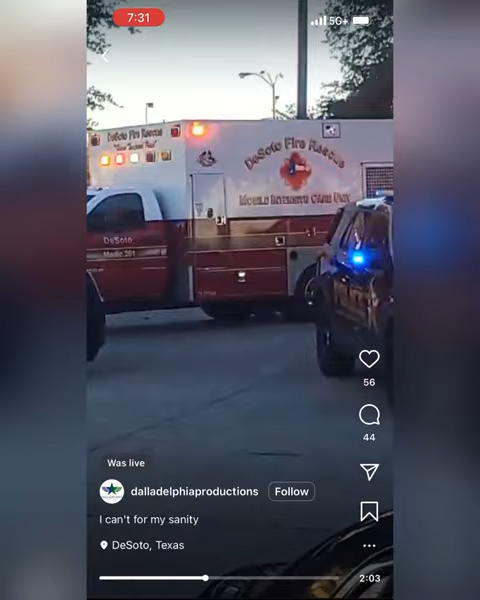 7:31
5G+
DeSoto Fire Rescue
DeSoto Fire Rescue
Mobile Intensive Care Unit
DeSoto
Medic 261
56
44
Was live
dalladelphiaproductions
Follow
I can't for my sanity
DeSoto, Texas
2:03